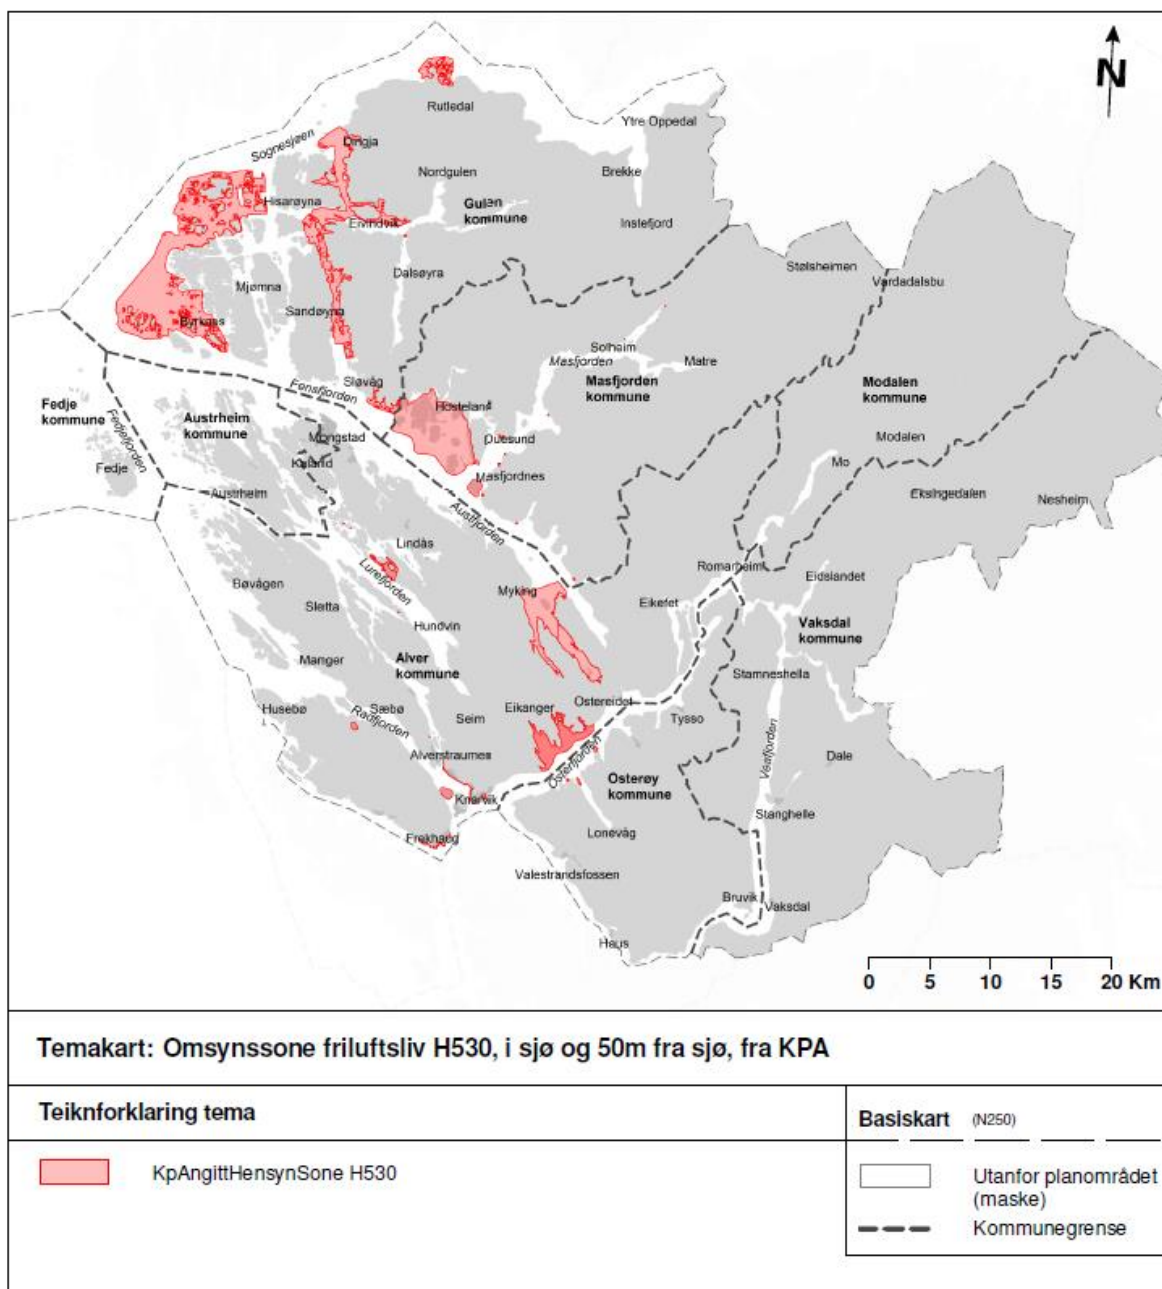 N
Rutledal
Ytre Oppedal
Sognesjøen
Dingja
Nordgulen
Brekke
Hisarøyna
Gulen
kommune
Eivindvik
Instefjord
Dalsøyra
Stølsheimen
Vardadalsbu
Mjømna
Sandøyna
Byrknes
Solheim
Masfjorden
Matre
Masfjorden
kommune
Modalen
kommune
Sløvåg
Fensfjorden
Hosteland
Fedje
kommune
Fedjefjorden
Austrheim
kommune
Mongstad
Duesund
Modalen
Fedje
Kaland
Masfjordnes
Mo
Austrheim
Eksingedalen
Nesheim
Austfjorden
Lindås
Lurefjorden
Romarheim
Bøvågen
Myking
Eidslandet
Sletta
Eikefet
Hundvin
Vaksdal
kommune
Manger
Alver
kommune
Stamneshella
Husebø
Radfjorden
Sæbø
Seim
Eikanger
Ostereidet
Tysso
Alverstraumen
Osterfjorden
Veafjorden
Dale
Osterøy
kommune
Knarvik
Stanghelle
Frekhaug
Lonevåg
Valestrandsfossen
Bruvik
Vaksdal
Haus
0 5 10 15 20 Km
Temakart: Omsynssone friluftsliv H530, i sjø og 50m fra sjø, fra KPA
Teiknforklaring tema
Basiskart (N250)
KpAngittHensynSone H530
Utanfor planområdet
(maske)
Kommunegrense